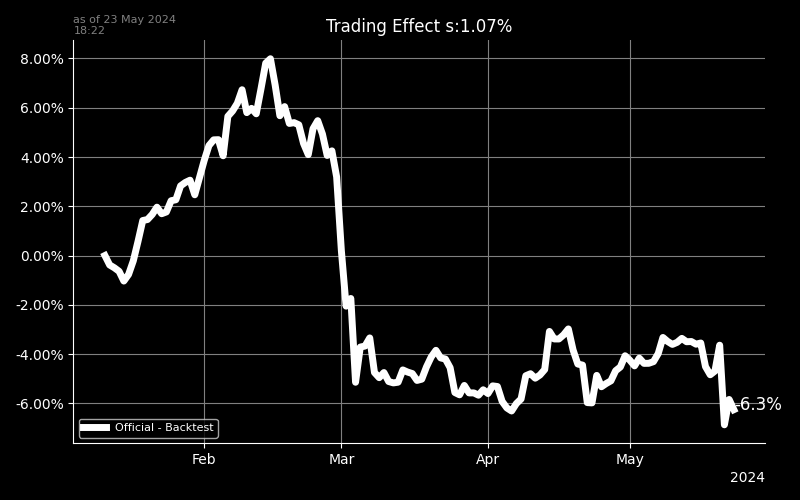 as of 23 May 2024
18:22
Trading Effect s:1.07%
8.00%
6.00%
4.00%
2.00%
0.00%
-2.00%
-4.00%
-6.00%
-6.3%
Official - Backtest
Feb Mar Apr May
2024